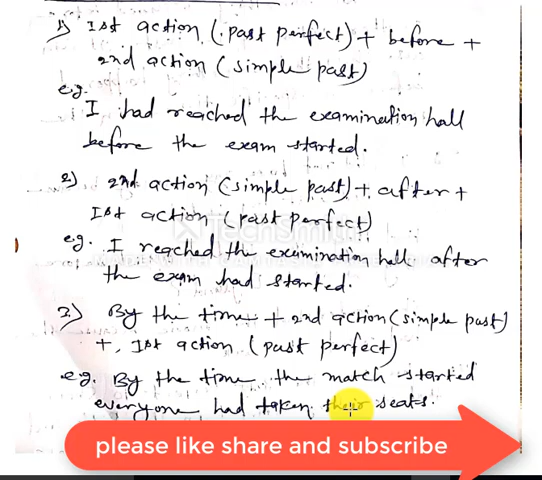 1) 1st action (past perfect) + before +
2nd action (simple past)
e.g.
I had reached the examination hall
before the exam started.
2) 2nd action (simple past) + after +
1st action (past perfect)
e.g. I reached the examination hall after
the exam had started.
3) By the time + 2nd action (simple past)
+, 1st action (past perfect)
e.g. By the time the match started
everyone had taken their seats.
please like share and subscribe